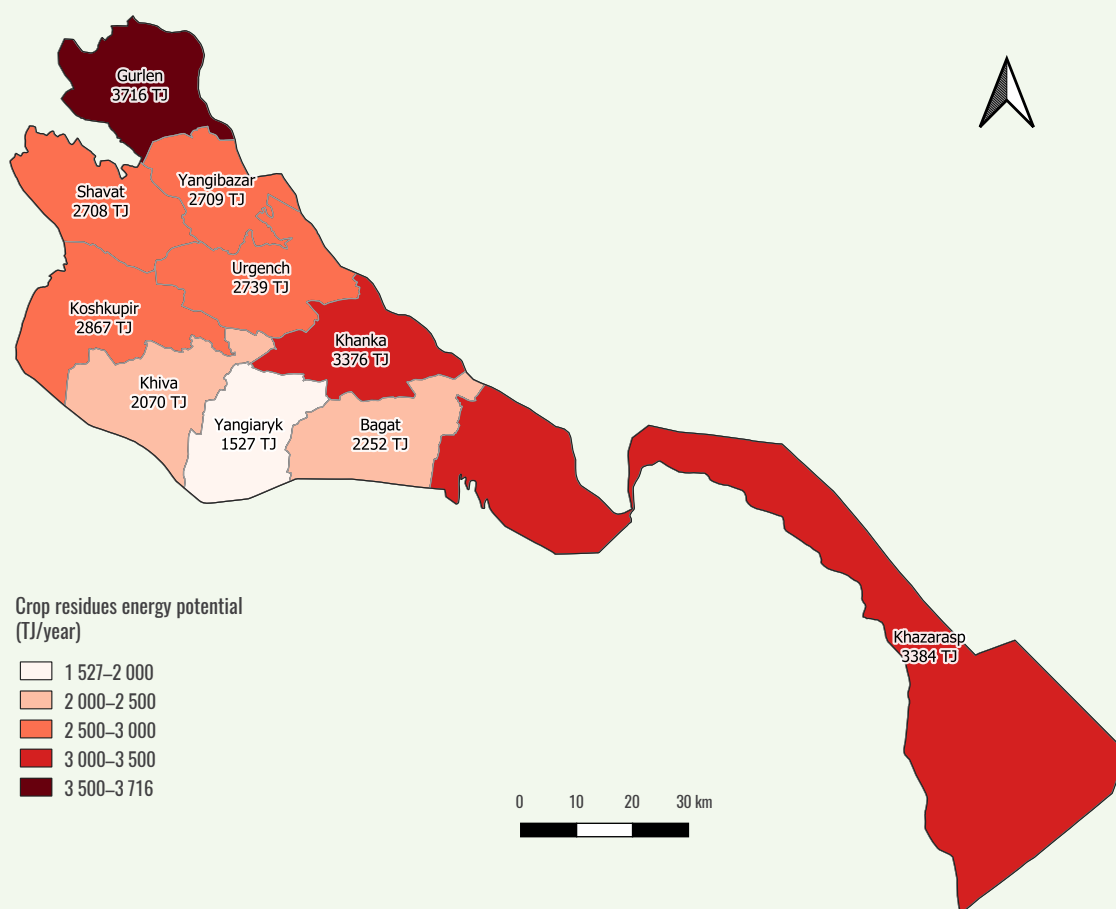 Gurlen
3716 TJ
Shavat
2708 TJ
Yangibazar
2709 TJ
Urgench
2739 TJ
Koshkupir
2867 TJ
Khanka
3376 TJ
Khiva
2070 TJ
Yangiaryk
1527 TJ
Bagat
2252 TJ
Khazarasp
3384 TJ
Crop residues energy potential
(TJ/year)
1 527–2 000
2 000–2 500
2 500–3 000
3 000–3 500
3 500–3 716
0 10 20 30 km